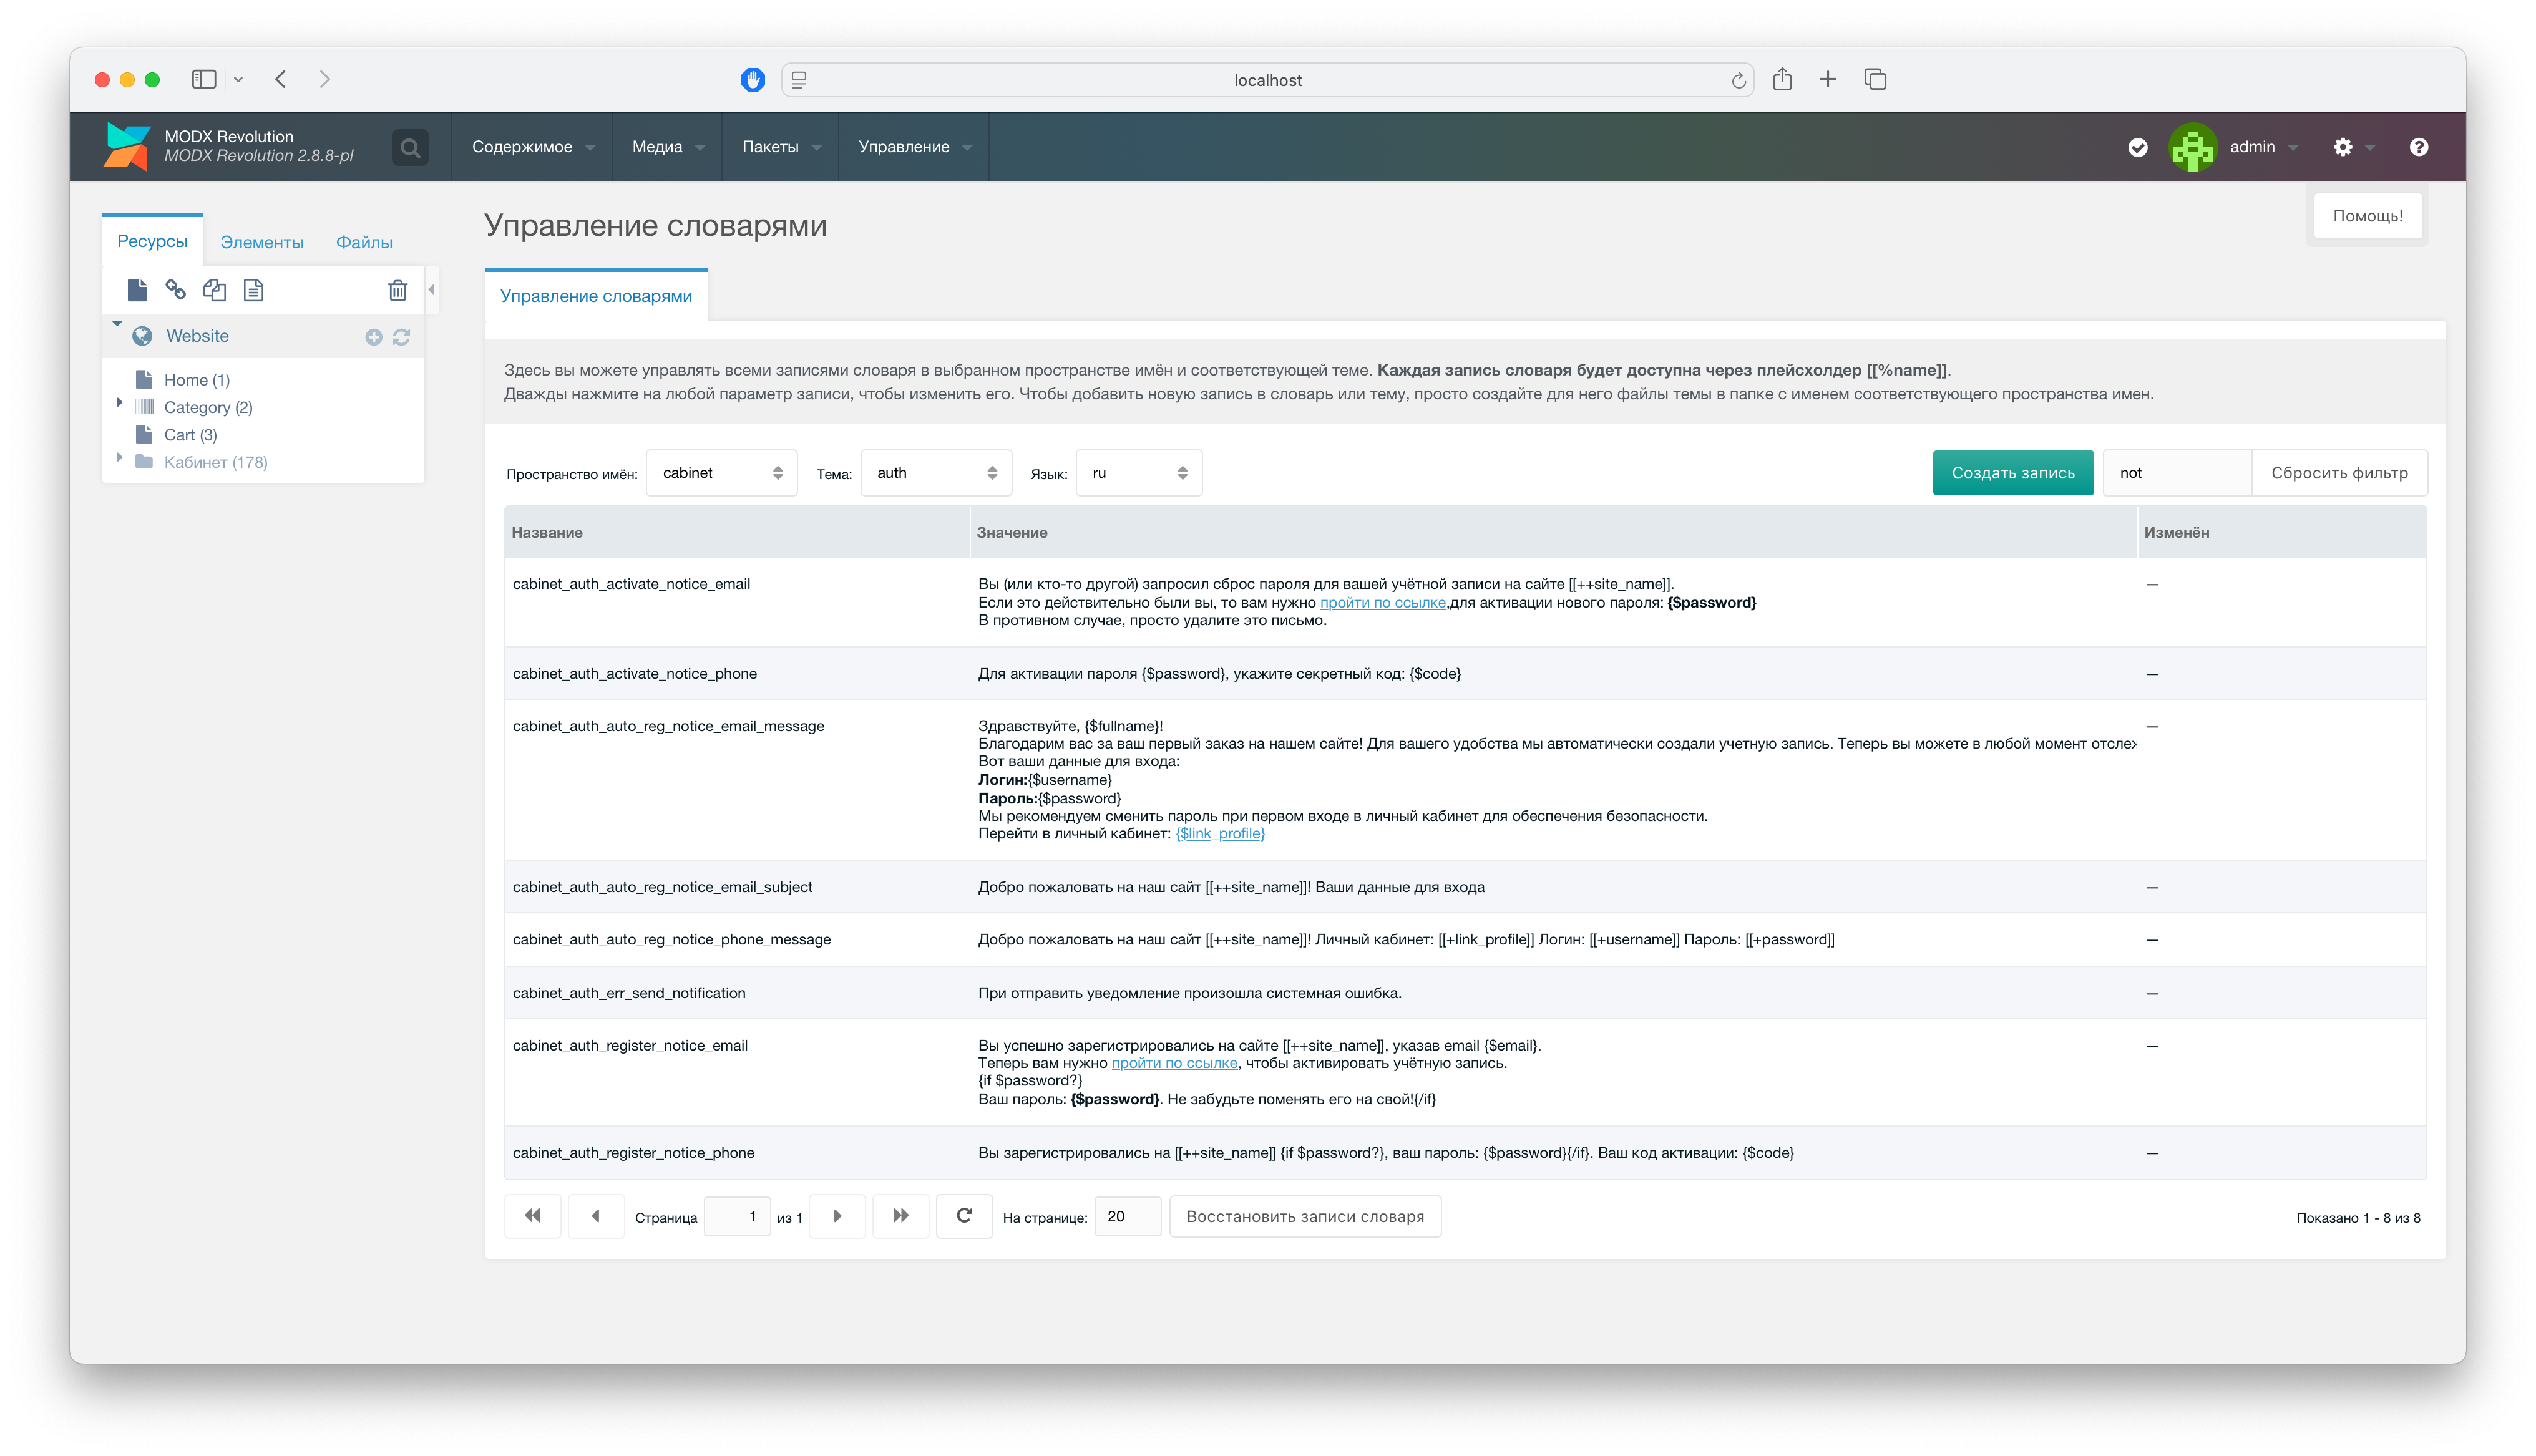 localhost
MODX Revolution
MODX Revolution 2.8.8-pl
Содержимое
Медиа
Пакеты
Управление
admin
Ресурсы
Элементы
Файлы
Website
Home (1)
Category (2)
Cart (3)
Кабинет (178)
Управление словарями
Помощь!
Управление словарями
Здесь вы можете управлять всеми записями словаря в выбранном пространстве имён и соответствующей теме. Каждая запись словаря будет доступна через плейсхолдер [[%name]].
Дважды нажмите на любой параметр записи, чтобы изменить его. Чтобы добавить новую запись в словарь или тему, просто создайте для него файлы темы в папке с именем соответствующего пространства имен.
Пространство имён: cabinet Тема: auth Язык: ru Создать запись not Сбросить фильтр
Название Значение Изменён
cabinet_auth_activate_notice_email Вы (или кто-то другой) запросил сброс пароля для вашей учётной записи на сайте [[++site_name]]. —
Если это действительно были вы, то вам нужно пройти по ссылке,для активации нового пароля: {$password}
В противном случае, просто удалите это письмо.
cabinet_auth_activate_notice_phone Для активации пароля {$password}, укажите секретный код: {$code} —
cabinet_auth_auto_reg_notice_email_message Здравствуйте, {$fullname}! —
Благодарим вас за ваш первый заказ на нашем сайте! Для вашего удобства мы автоматически создали учетную запись. Теперь вы можете в любой момент
Вот ваши данные для входа:
Логин:{$username}
Пароль:{$password}
Мы рекомендуем сменить пароль при первом входе в личный кабинет для обеспечения безопасности.
Перейти в личный кабинет: {$link_profile}
cabinet_auth_auto_reg_notice_email_subject Добро пожаловать на наш сайт [[++site_name]]! Ваши данные для входа —
cabinet_auth_auto_reg_notice_phone_message Добро пожаловать на наш сайт [[++site_name]]! Личный кабинет: [[+link_profile]] Логин: [[+username]] Пароль: [[+password]] —
cabinet_auth_err_send_notification При отправить уведомление произошла системная ошибка. —
cabinet_auth_register_notice_email Вы успешно зарегистрировались на сайте [[++site_name]], указав email {$email}. —
Теперь вам нужно пройти по ссылке, чтобы активировать учётную запись.
{if $password?}
Ваш пароль: {$password}. Не забудьте поменять его на свой!{/if}
cabinet_auth_register_notice_phone Вы зарегистрировались на [[++site_name]] {if $password?}, ваш пароль: {$password}{/if}. Ваш код активации: {$code} —
Страница 1 из 1 На странице: 20 Восстановить записи словаря Показано 1 - 8 из 8